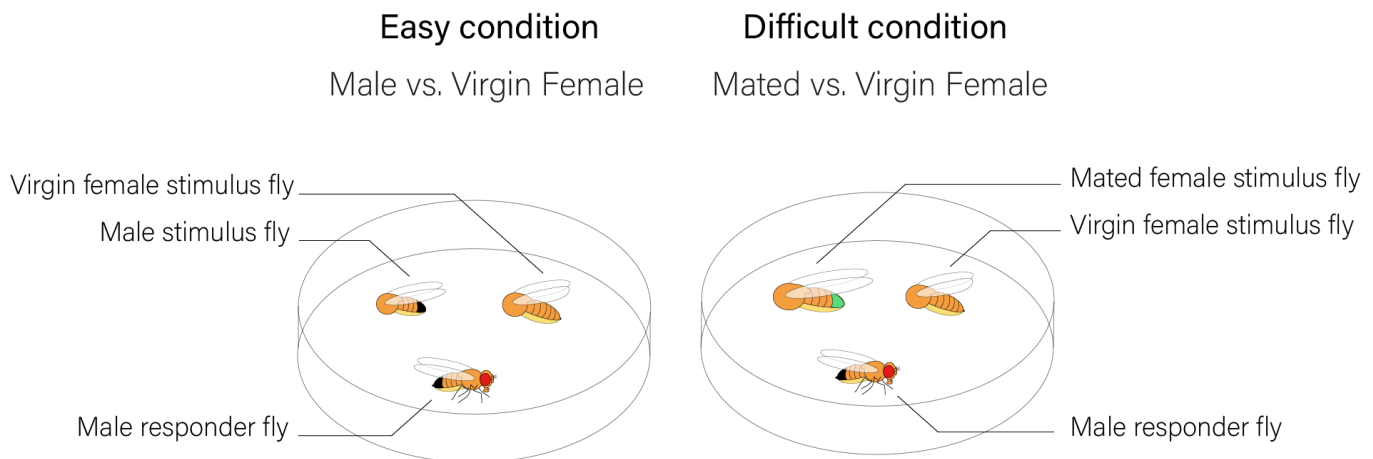 Easy condition
Male vs. Virgin Female
Difficult condition
Mated vs. Virgin Female
Virgin female stimulus fly
Male stimulus fly
Male responder fly
Mated female stimulus fly
Virgin female stimulus fly
Male responder fly